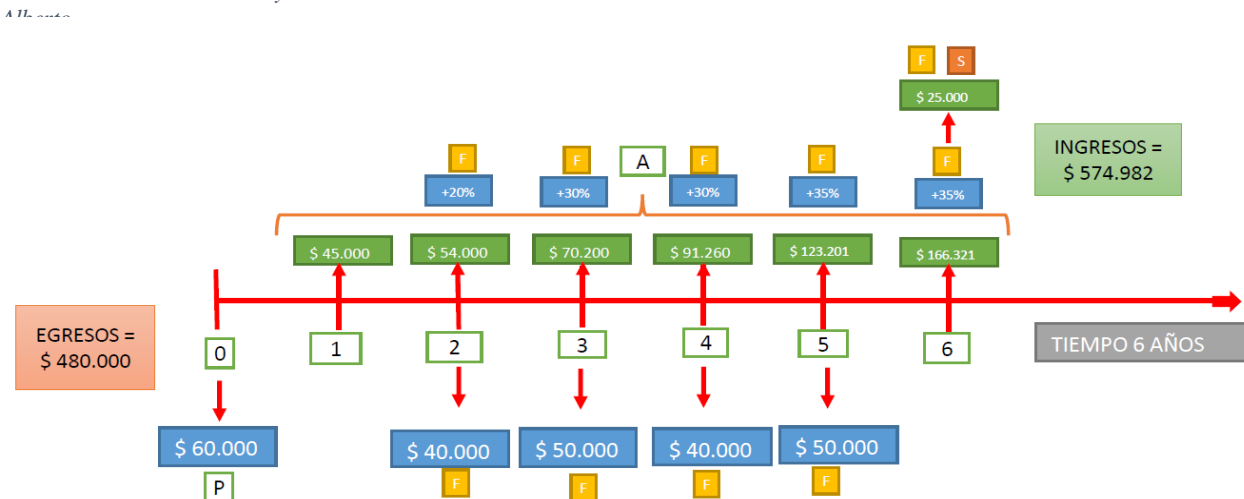 Alberto
F S
$ 25.000
INGRESOS =
$ 574.982
F F A F F F
+20% +30% +30% +35% +35%
$ 45.000 $ 54.000 $ 70.200 $ 91.260 $ 123.201 $ 166.321
EGRESOS =
$ 480.000
0 1 2 3 4 5 6
TIEMPO 6 AÑOS
$ 60.000 $ 40.000 $ 50.000 $ 40.000 $ 50.000
P F F F F